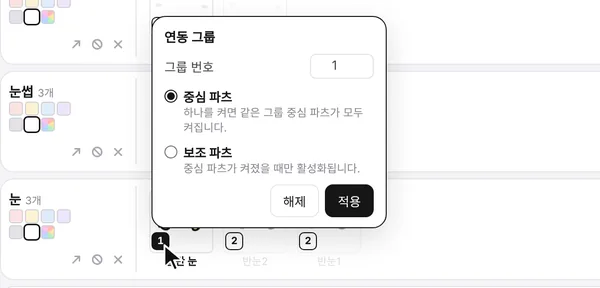 연동 그룹
그룹 번호 1
중심 파츠
하나를 켜면 같은 그룹 중심 파츠가 모두
켜집니다.
보조 파츠
중심 파츠가 켜졌을 때만 활성화됩니다.
해제 적용
눈썹 3개
눈 3개
1 2 2
눈 반눈2 반눈1